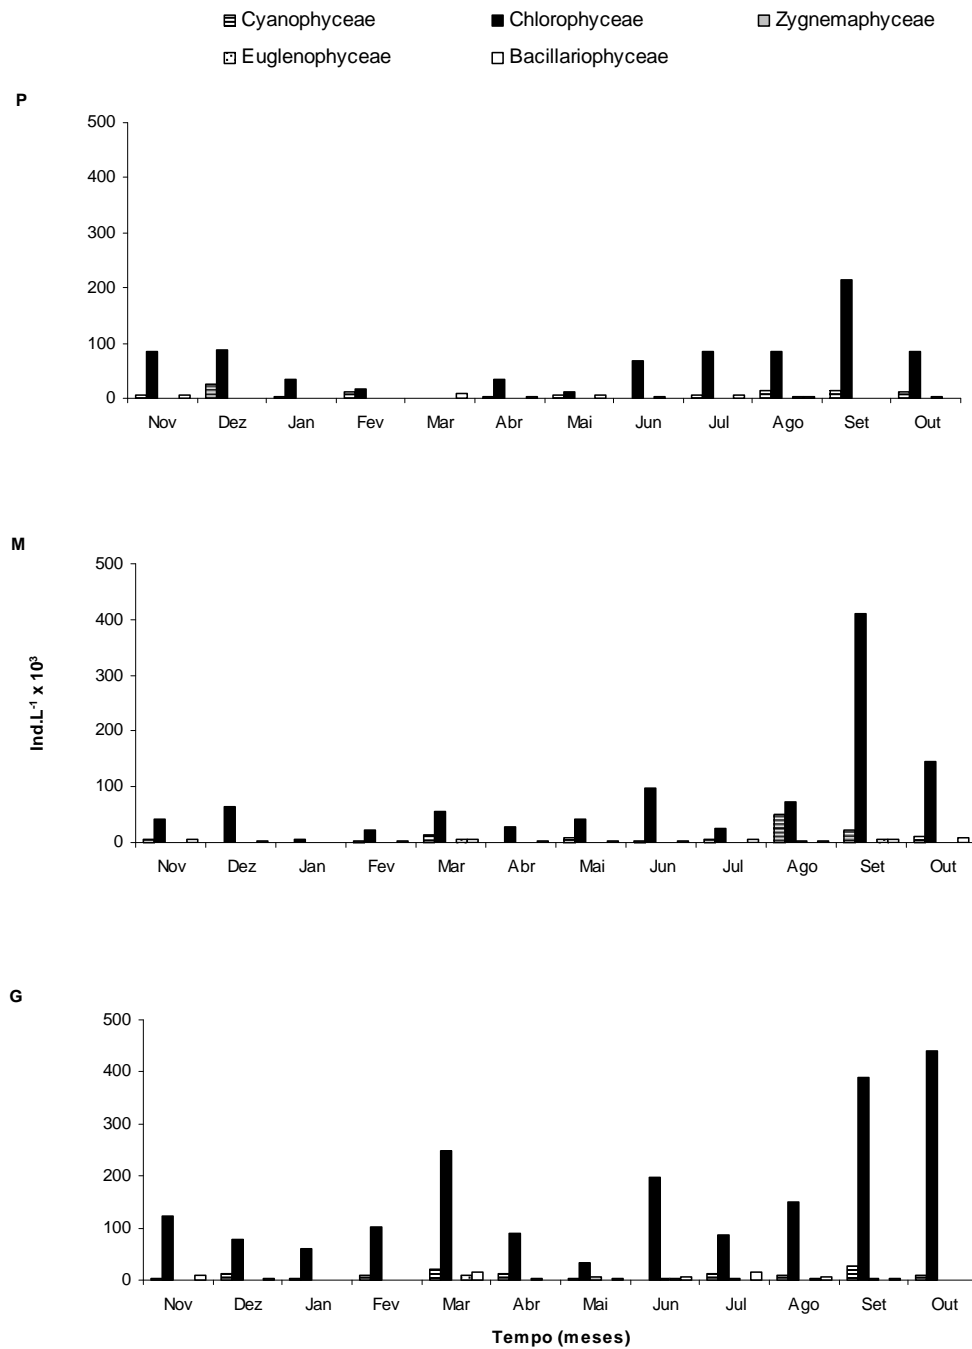 Cyanophyceae Chlorophyceae Zygnemaphyceae
Euglenophyceae Bacillariophyceae
P
500
400
300
200
100
0
Nov Dez Jan Fev Mar Abr Mai Jun Jul Ago Set Out
M
500
400
300
200
100
0
Nov Dez Jan Fev Mar Abr Mai Jun Jul Ago Set Out
Ind.L⁻¹ x 10³
G
500
400
300
200
100
0
Nov Dez Jan Fev Mar Abr Mai Jun Jul Ago Set Out
Tempo (meses)